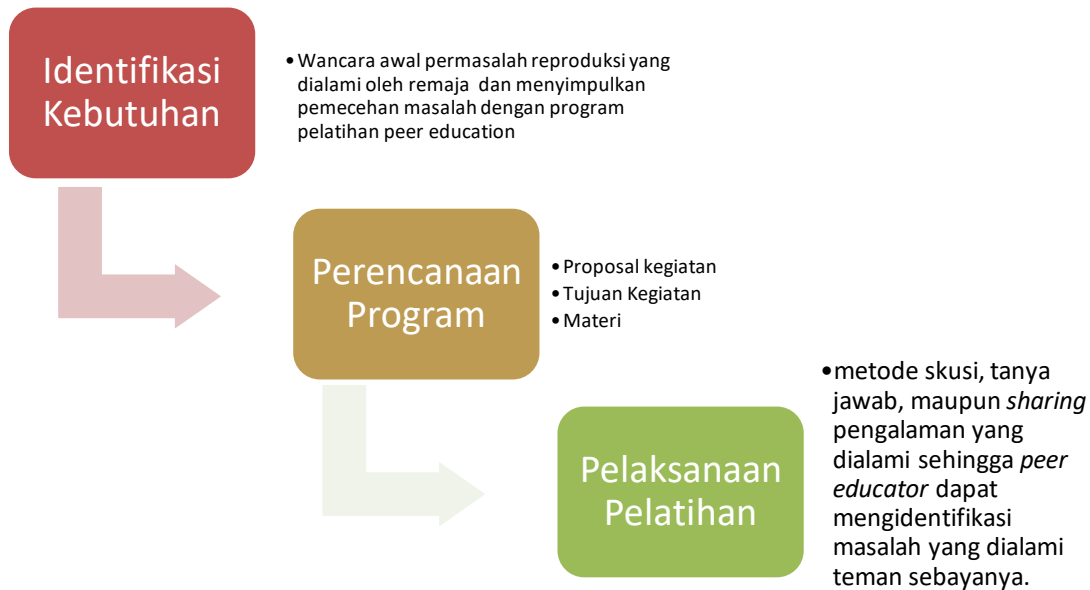 Identifikasi
Kebutuhan
•Wancara awal permasalah reproduksi yang
dialami oleh remaja dan menyimpulkan
pemecehan masalah dengan program
pelatihan peer education
Perencanaan
Program
•Proposal kegiatan
•Tujuan Kegiatan
•Materi
Pelaksanaan
Pelatihan
•metode skusi, tanya
jawab, maupun sharing
pengalaman yang
dialami sehingga peer
educator dapat
mengidentifikasi
masalah yang dialami
teman sebayanya.